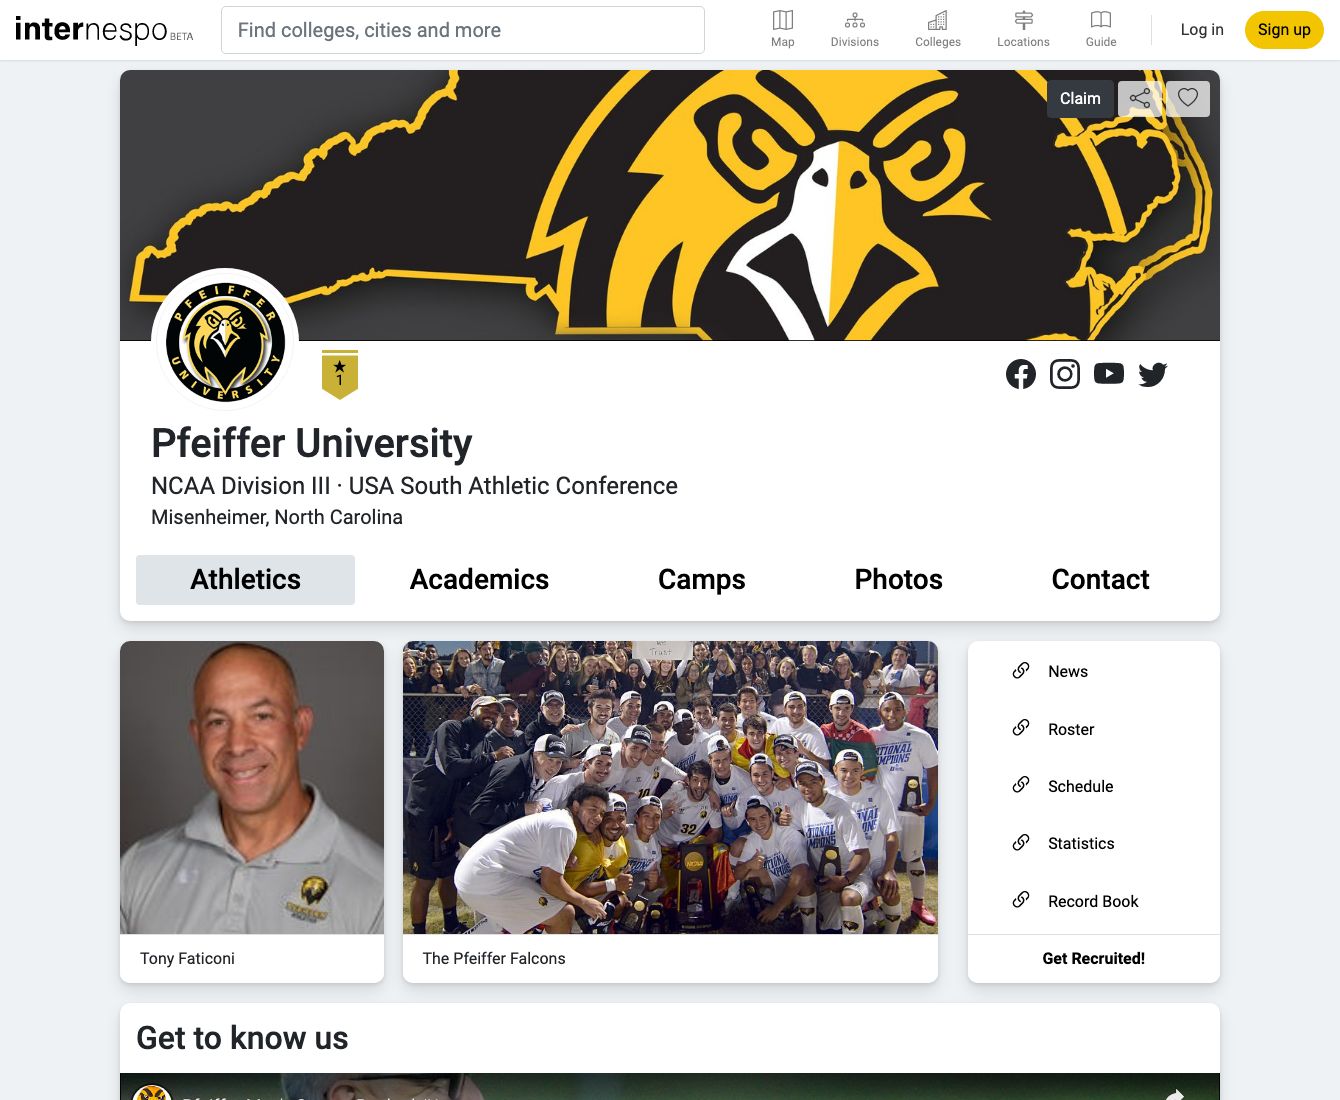 internespo BETA
Find colleges, cities and more
Map
Divisions
Colleges
Locations
Guide
Log in
Sign up
Claim
PFEIFFER
UNIVERSITY
1
Pfeiffer University
NCAA Division III · USA South Athletic Conference
Misenheimer, North Carolina
Athletics
Academics
Camps
Photos
Contact
Trust
32
Tony Faticoni
The Pfeiffer Falcons
News
Roster
Schedule
Statistics
Record Book
Get Recruited!
Get to know us